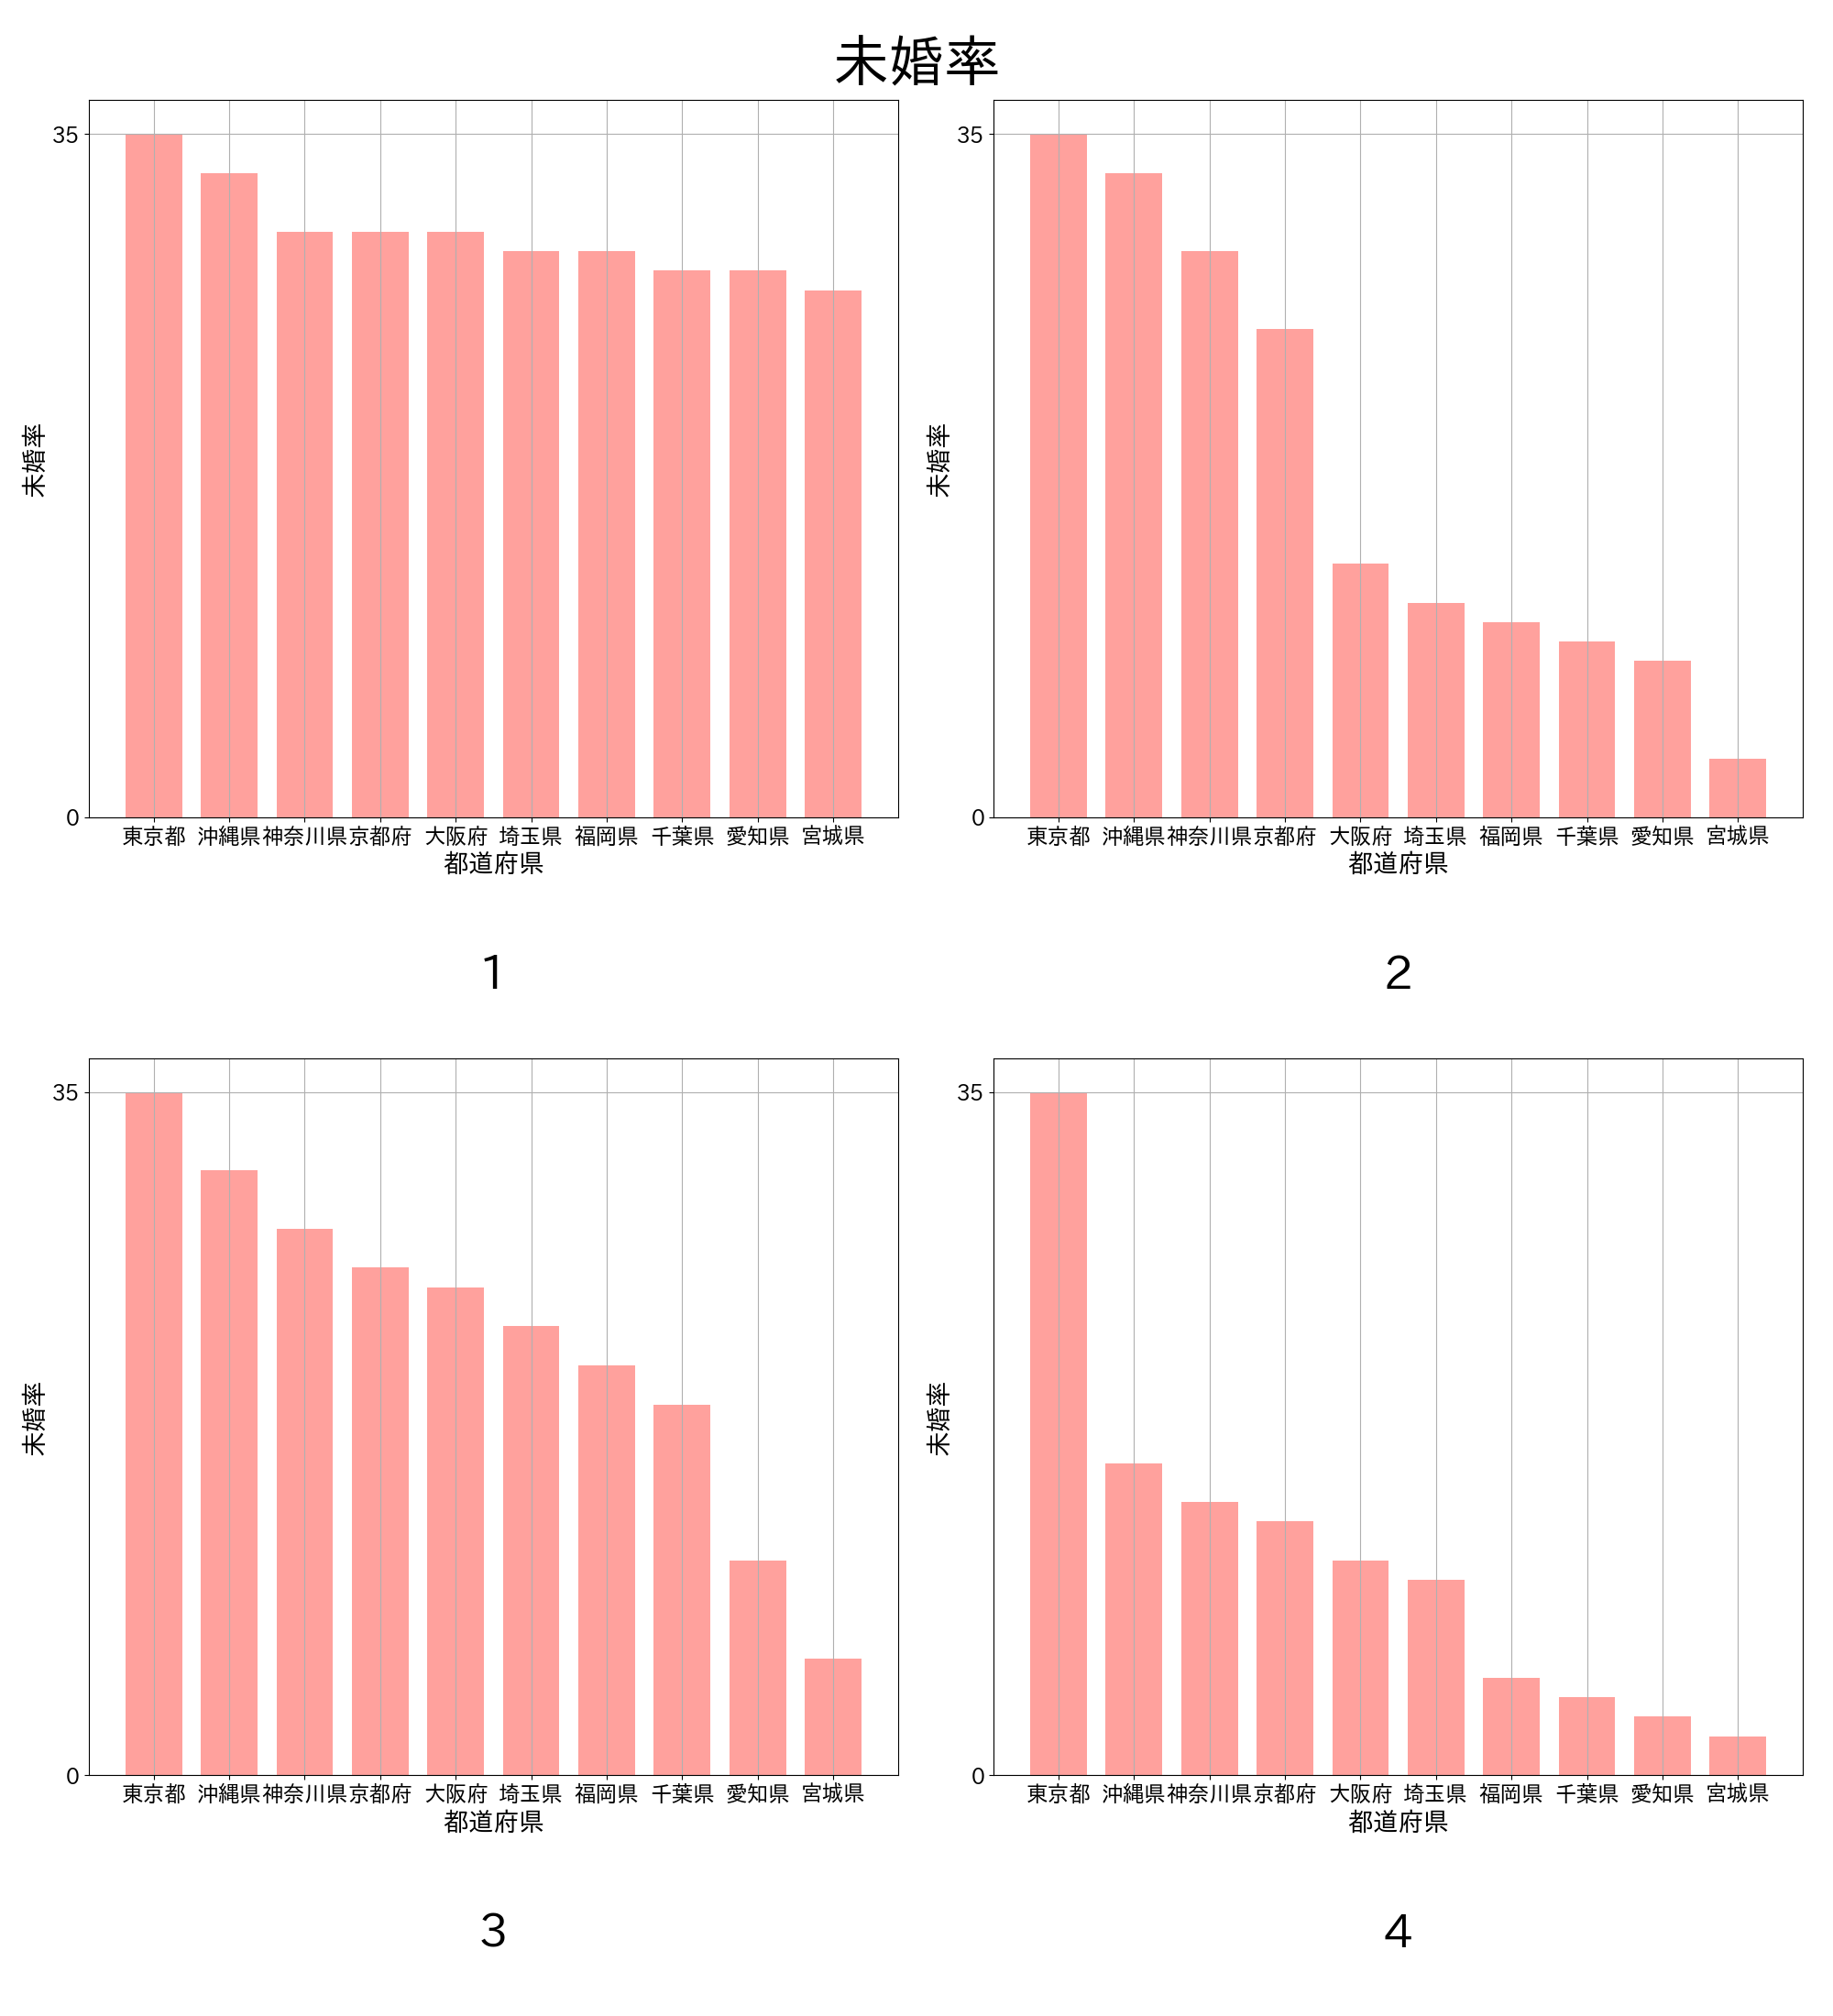 未婚率
35
0
未婚率
東京都 沖縄県 神奈川県 京都府 大阪府 埼玉県 福岡県 千葉県 愛知県 宮城県
都道府県
1
35
0
未婚率
東京都 沖縄県 神奈川県 京都府 大阪府 埼玉県 福岡県 千葉県 愛知県 宮城県
都道府県
2
35
0
未婚率
東京都 沖縄県 神奈川県 京都府 大阪府 埼玉県 福岡県 千葉県 愛知県 宮城県
都道府県
3
35
0
未婚率
東京都 沖縄県 神奈川県 京都府 大阪府 埼玉県 福岡県 千葉県 愛知県 宮城県
都道府県
4